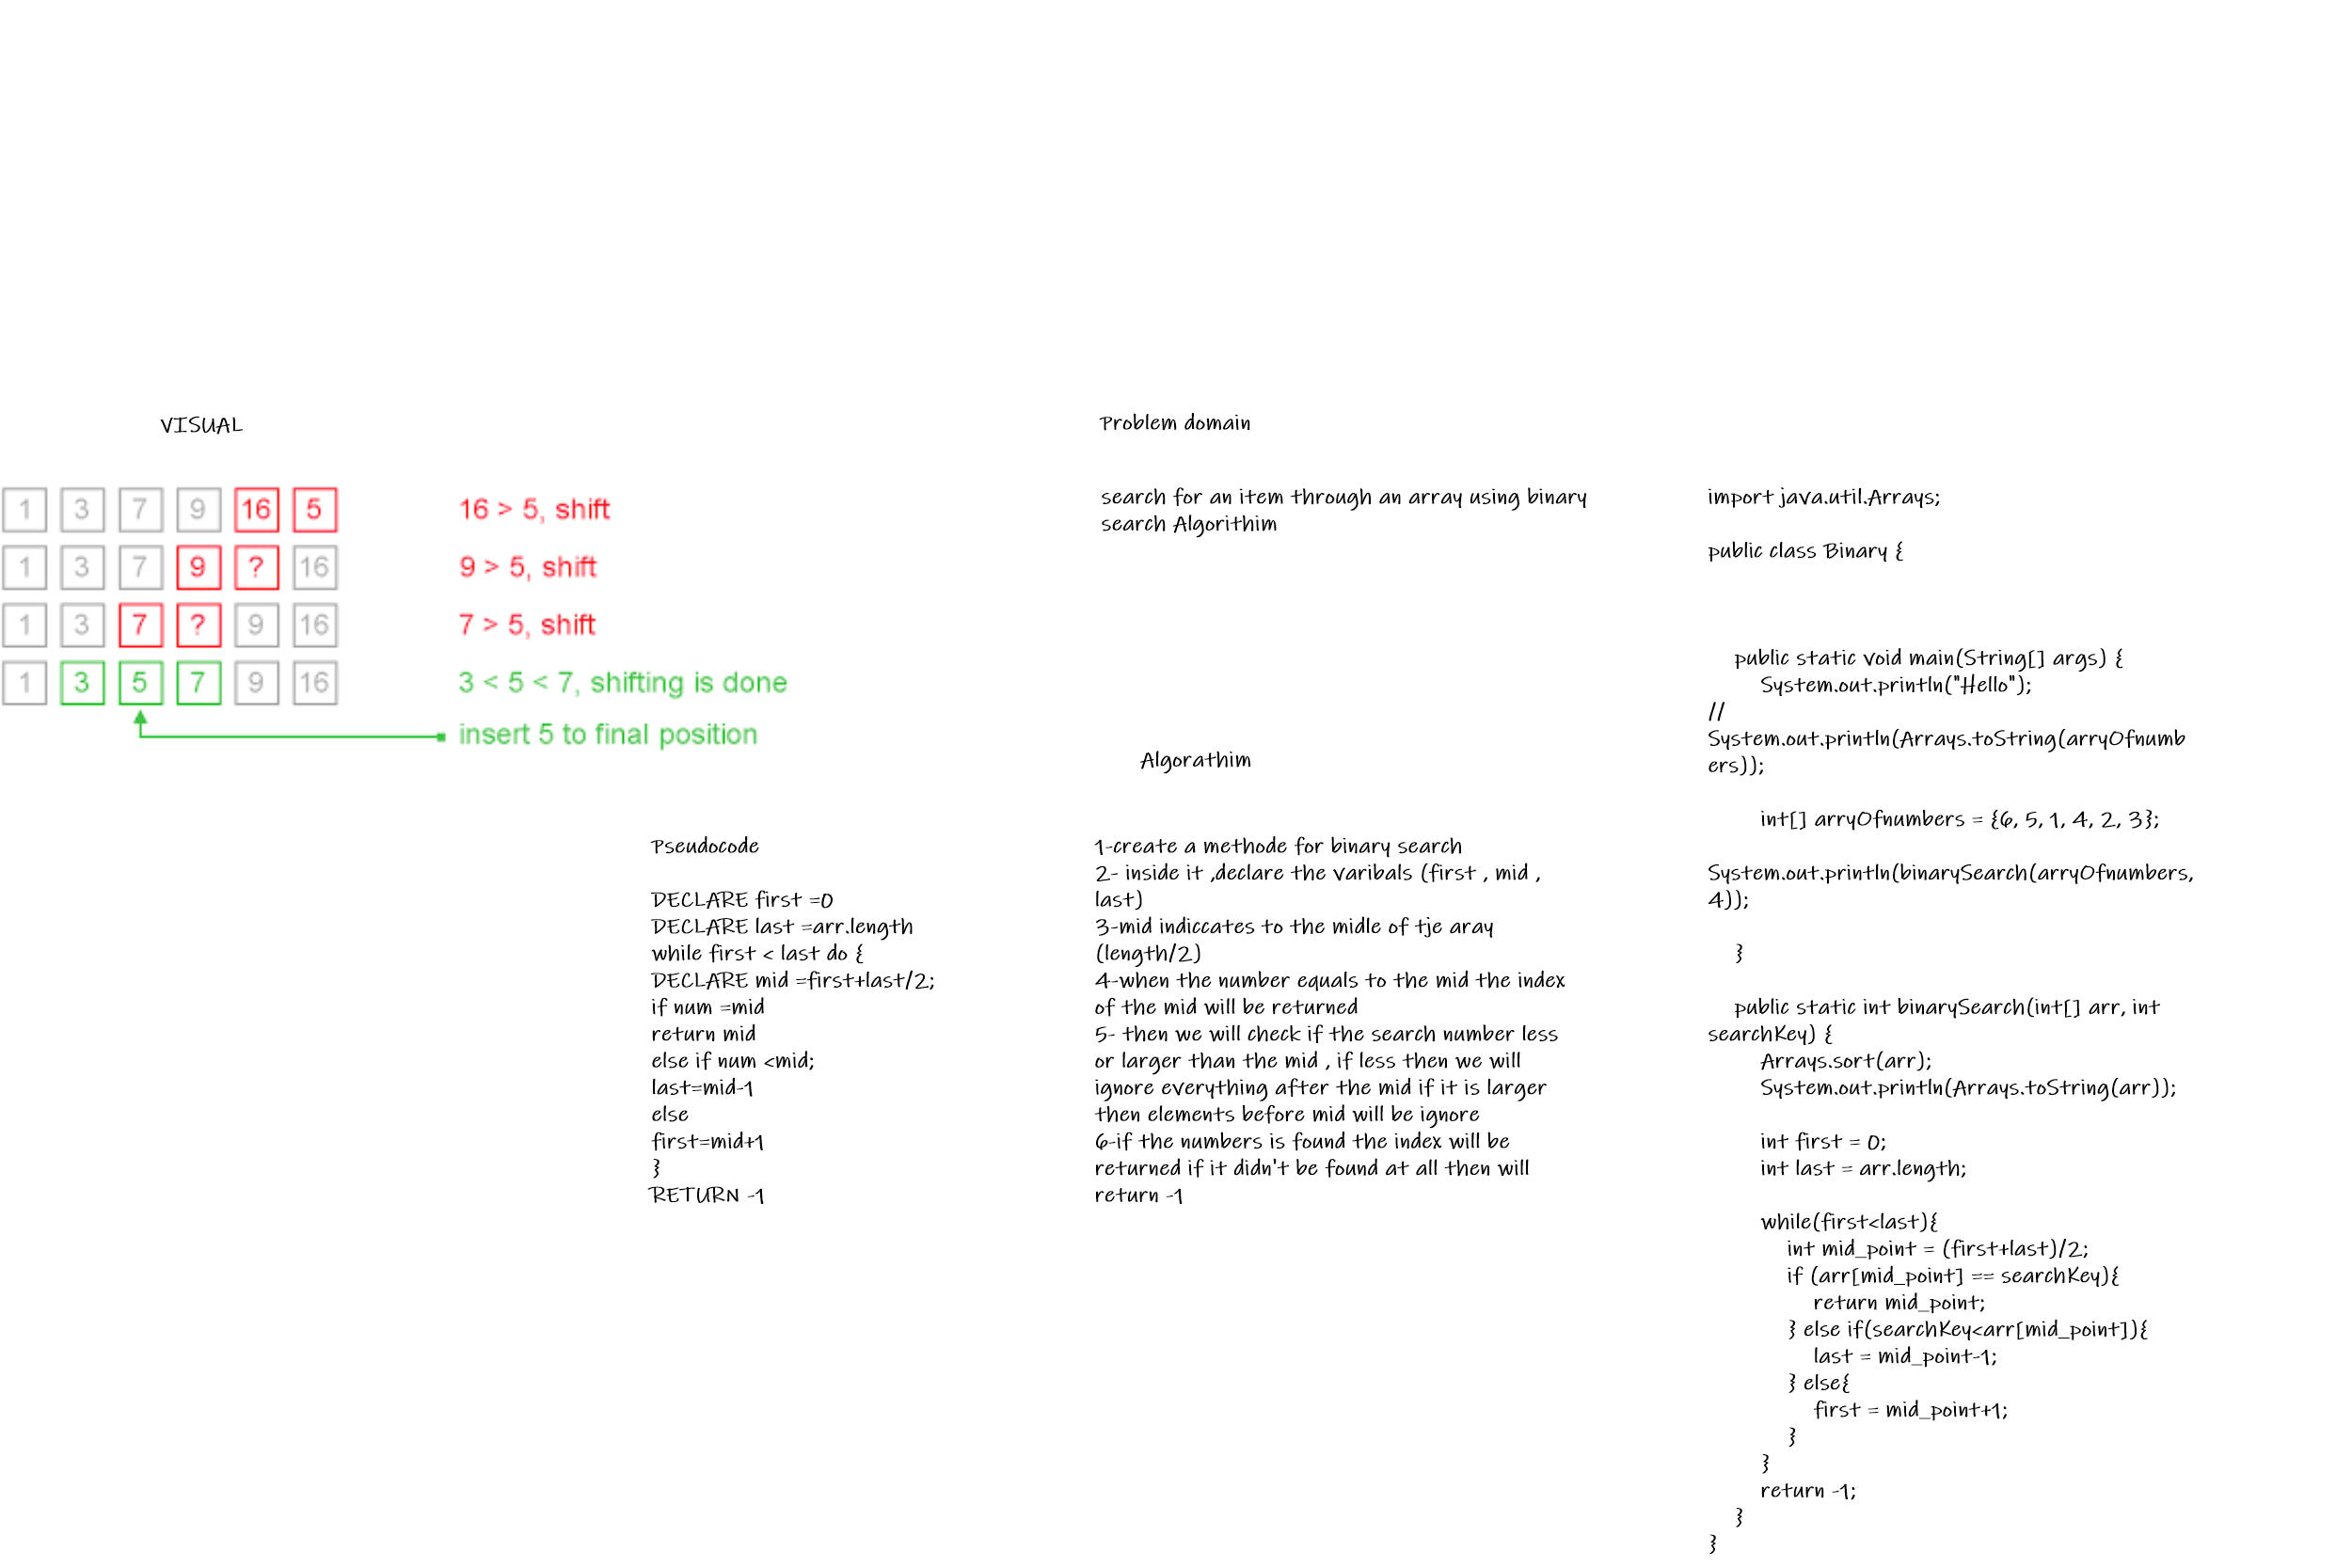 VISUAL
1 3 7 9 16 5 16 > 5, shift
1 3 7 9 ? 16 9 > 5, shift
1 3 7 ? 9 16 7 > 5, shift
1 3 5 7 9 16 3 < 5 < 7, shifting is done
insert 5 to final position
Pseudocode
DECLARE first =0
DECLARE last =arr.length
while first < last do {
DECLARE mid =first+last/2;
if num =mid
return mid
else if num <mid;
last=mid-1
else
first=mid+1
}
RETURN -1
Problem domain
search for an item through an array using binary
search Algorithim
Algorathim
1-create a methode for binary search
2- inside it ,declare the varibals (first , mid ,
last)
3-mid indiccates to the midle of tje aray
(length/2)
4-when the number equals to the mid the index
of the mid will be returned
5- then we will check if the search number less
or larger than the mid , if less then we will
ignore everything after the mid if it is larger
then elements before mid will be ignore
6-if the numbers is found the index will be
returned if it didn't be found at all then will
return -1
import java.util.Arrays;
public class Binary {
public static void main(String[] args) {
System.out.println("Hello");
//
System.out.println(Arrays.toString(arryOfnumb
ers));
int[] arryOfnumbers = {6, 5, 1, 4, 2, 3};
System.out.println(binarySearch(arryOfnumbers,
4));
}
public static int binarySearch(int[] arr, int
searchKey) {
Arrays.sort(arr);
System.out.println(Arrays.toString(arr));
int first = 0;
int last = arr.length;
while(first<last){
int mid_point = (first+last)/2;
if (arr[mid_point] == searchKey){
return mid_point;
} else if(searchKey<arr[mid_point]){
last = mid_point-1;
} else{
first = mid_point+1;
}
}
return -1;
}
}